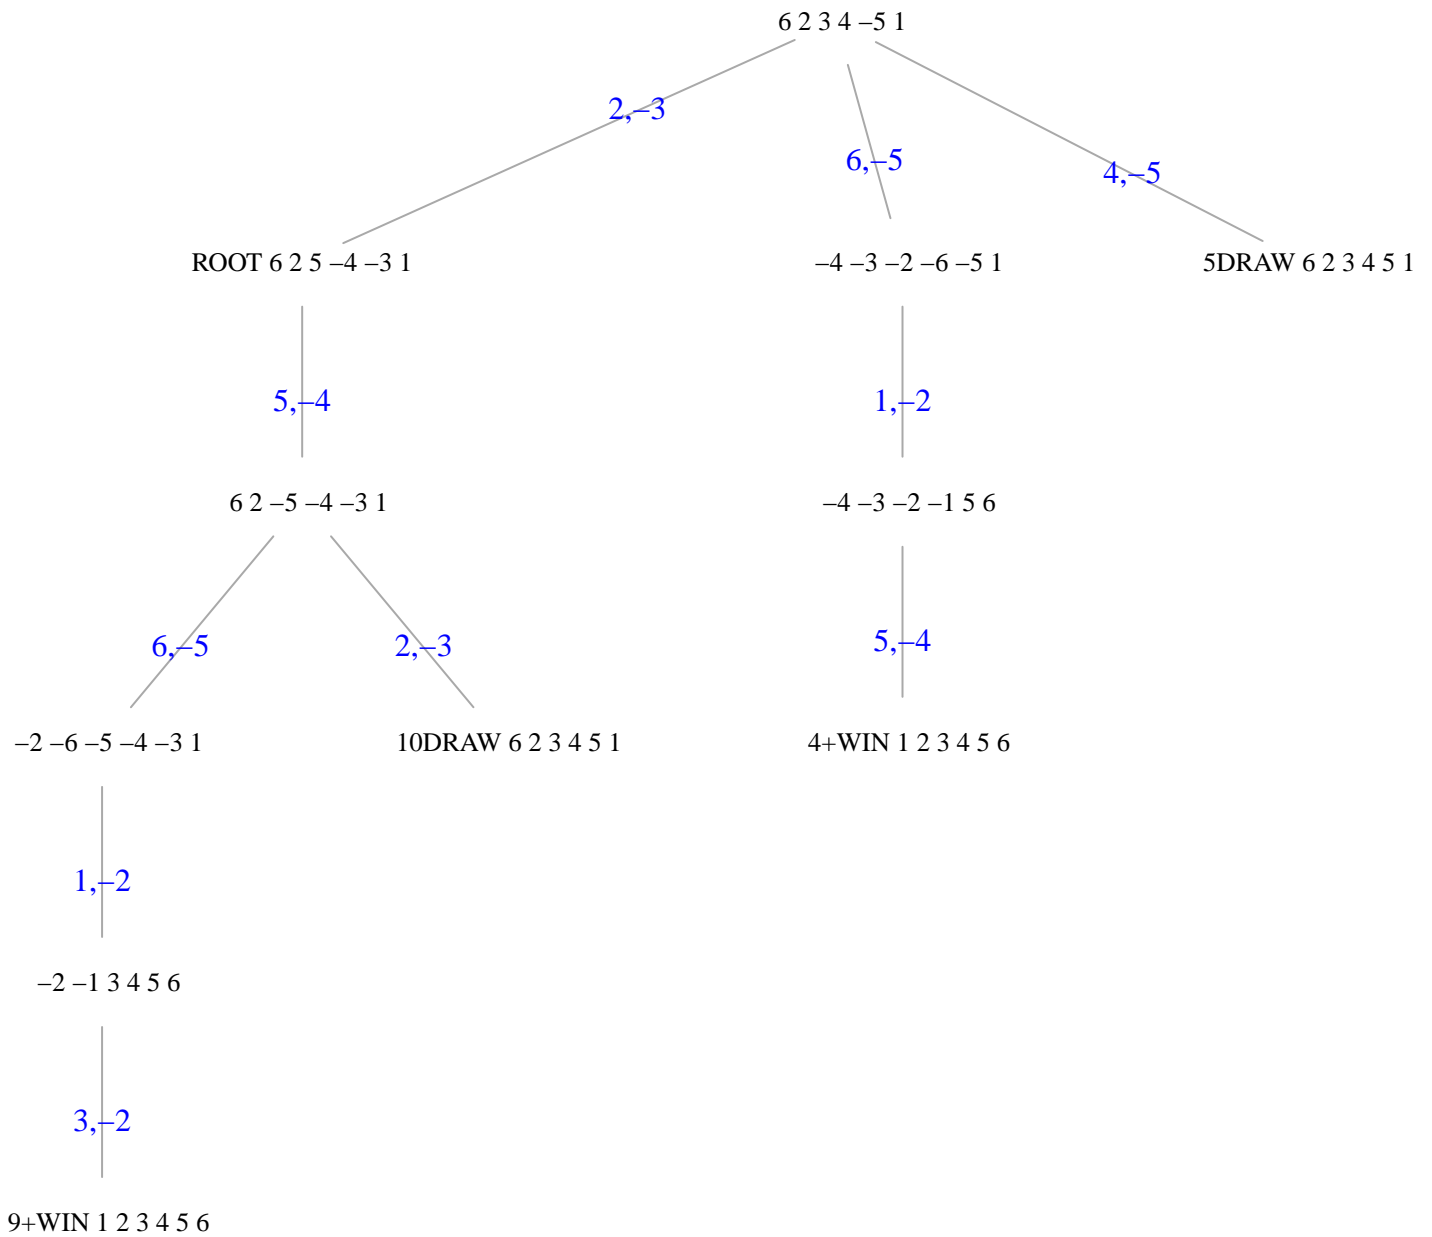 6 2 3 4 –5 1
2,–3
6,–5
4,–5
ROOT 6 2 5 –4 –3 1
–4 –3 –2 –6 –5 1
5DRAW 6 2 3 4 5 1
5,–4
1,–2
6 2 –5 –4 –3 1
–4 –3 –2 –1 5 6
6,–5
2,–3
5,–4
–2 –6 –5 –4 –3 1
10DRAW 6 2 3 4 5 1
4+WIN 1 2 3 4 5 6
1,–2
–2 –1 3 4 5 6
3,–2
9+WIN 1 2 3 4 5 6